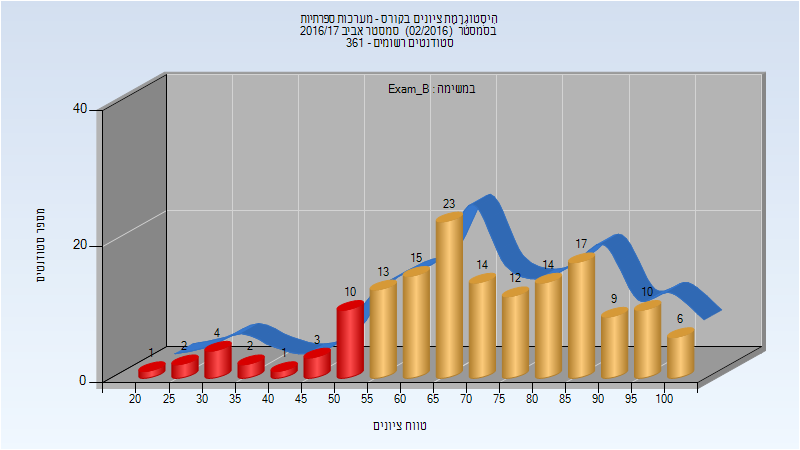 היסטוגרמת ציונים בקורס - מערכות ספרתיות
בסמסטר (02/2016) סמסטר אביב 2016/17
סטודנטים רשומים - 361
במשימה : Exam_B
מספר סטודנטים
40
20
0
1 2 4 2 1 3 10 13 15 23 14 12 14 17 9 10 6
20 25 30 35 40 45 50 55 60 65 70 75 80 85 90 95 100
טווח ציונים